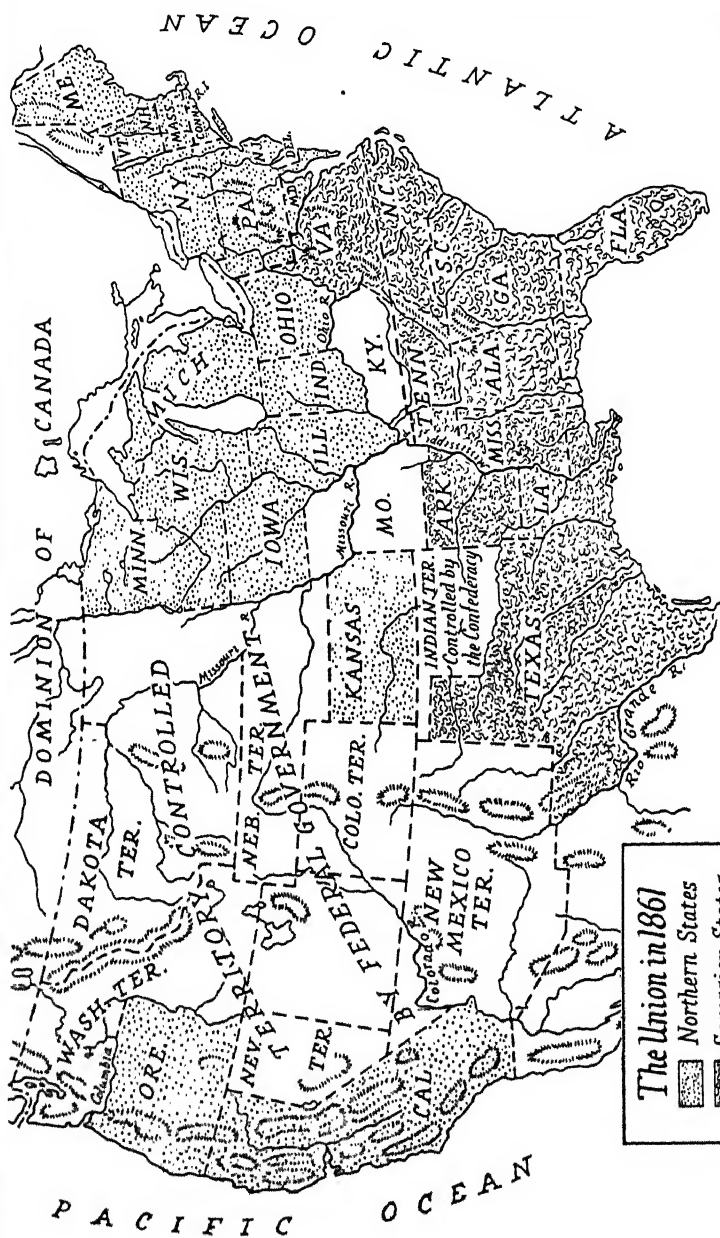 DOMINION OF CANADA
PACIFIC OCEAN
ATLANTIC OCEAN
TERRITORY CONTROLLED
BY FEDERAL GOVERNMENT
WASH. TER.
Columbia
ORE.
CAL
NEV.
TER.
DAKOTA
TER.
Missouri R.
NEB. TER.
COLO. TER.
Colorado R.
NEW
MEXICO
TER.
KANSAS
INDIAN TER.
Controlled by
the Confederacy
TEXAS
Rio Grande R.
MINN.
WIS.
MICH
IOWA
ILL
IND
OHIO
Ohio R.
Missouri R.
MO.
KY.
TENN
ARK
LA
MISS
ALA
GA
FLA.
S.C.
N.C.
VA
MD
DEL.
PA
N.Y
VT
N.H
ME
R.I
The Union in 1861
Northern States